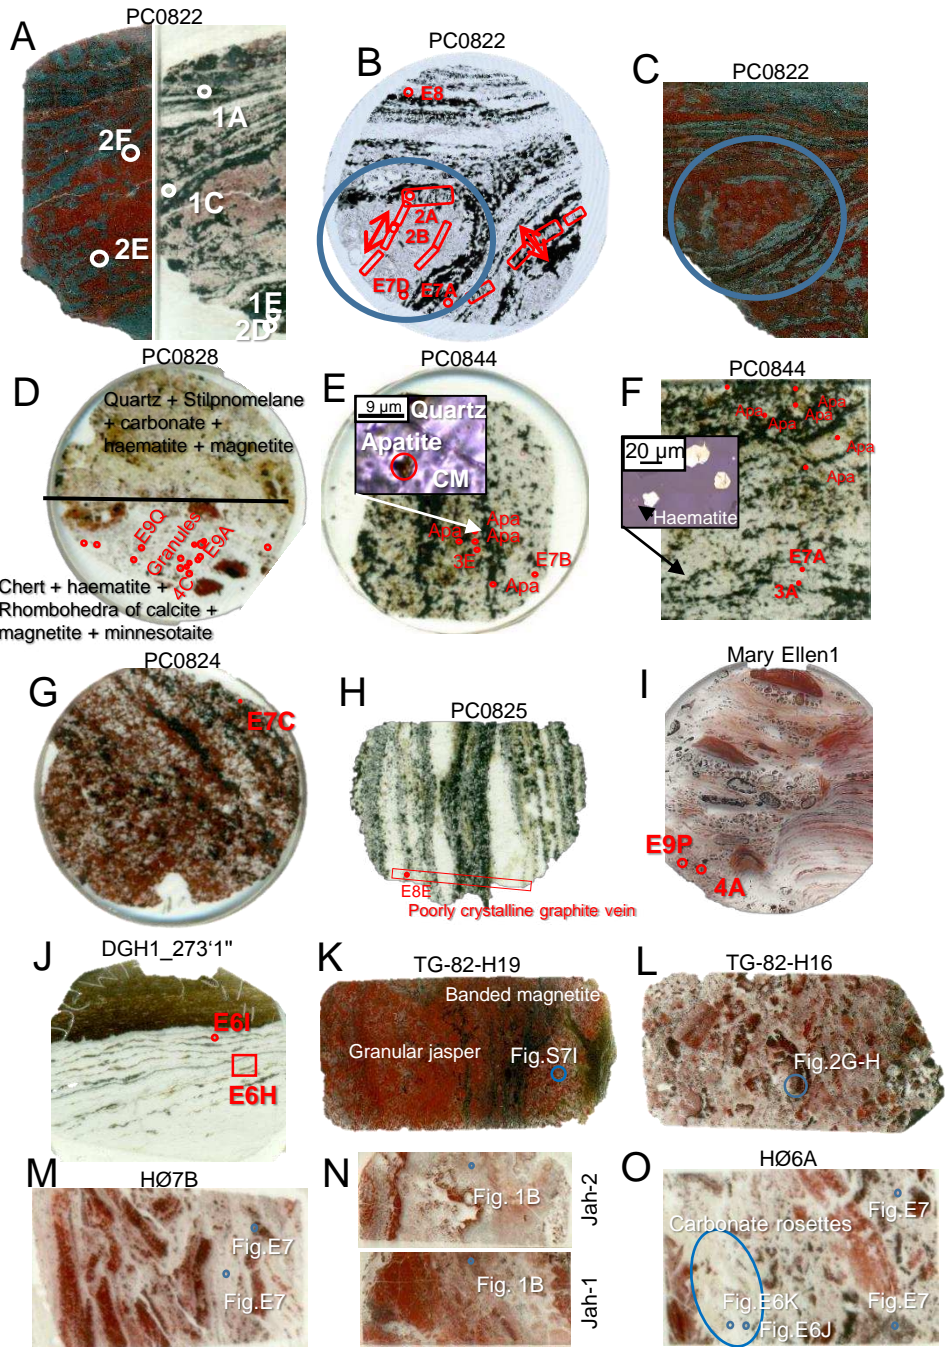 A
PC0822
2F
1A
1C
2E
1E
2D
B
PC0822
E8
2A
2B
E7D
E7A
C
PC0822
D
PC0828
Quartz + Stilpnomelane
+ carbonate +
haematite + magnetite
E9Q
Granules
E9A
4C
Chert + haematite +
Rhombohedra of calcite +
magnetite + minnesotaite
E
PC0844
9 µm
Quartz
Apatite
CM
Apa
Apa
Apa
3E
E7B
Apa
F
PC0844
Apa
Apa
Apa
Apa
Apa
20 µm
Haematite
E7A
3A
G
PC0824
E7C
H
PC0825
E8E
Poorly crystalline graphite vein
I
Mary Ellen1
E9P
4A
J
DGH1_273‘1"
E6I
E6H
K
TG-82-H19
Banded magnetite
Granular jasper
Fig.S7I
L
TG-82-H16
Fig.2G-H
M
HØ7B
Fig.E7
Fig.E7
N
Fig. 1B
Jah-2
Fig. 1B
Jah-1
O
HØ6A
Fig.E7
Carbonate rosettes
Fig.E7
Fig.E6K
Fig.E6J